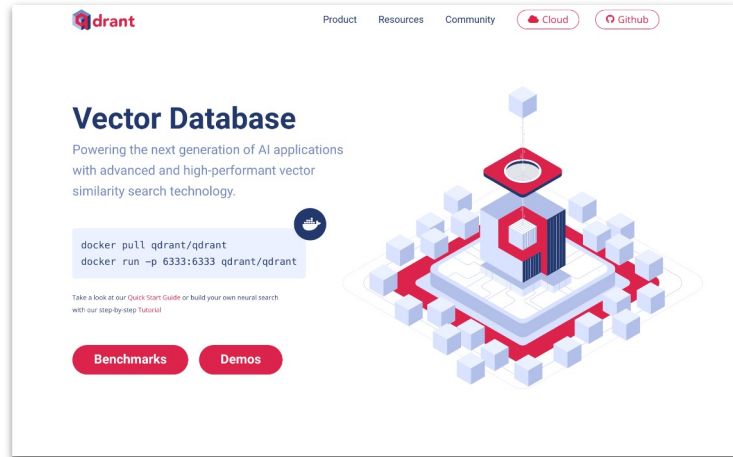 qdrant
Product Resources Community Cloud Github
Vector Database
Powering the next generation of AI applications
with advanced and high-performant vector
similarity search technology.
docker pull qdrant/qdrant
docker run -p 6333:6333 qdrant/qdrant
Take a look at our Quick Start Guide or build your own neural search
with our step-by-step Tutorial
Benchmarks Demos